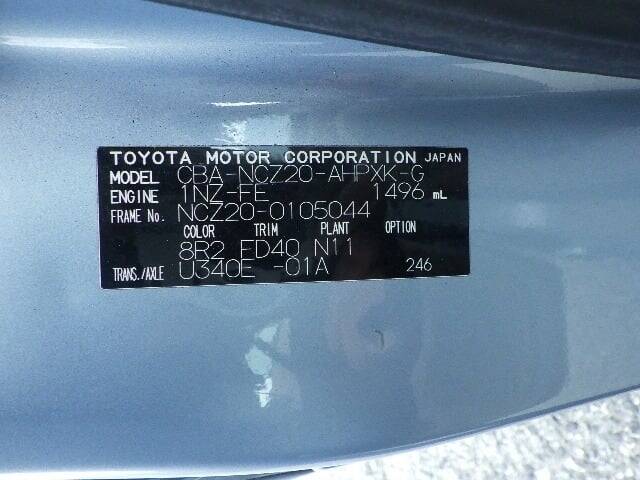 TOYOTA MOTOR CORPORATION JAPAN
MODEL CBA-NCZ20-AHPXK-G
ENGINE 1NZ-FE 1496 mL
FRAME No. NCZ20-0105044
COLOR TRIM PLANT OPTION
8R2 FD40 N11
TRANS./AXLE U340E -01A 246